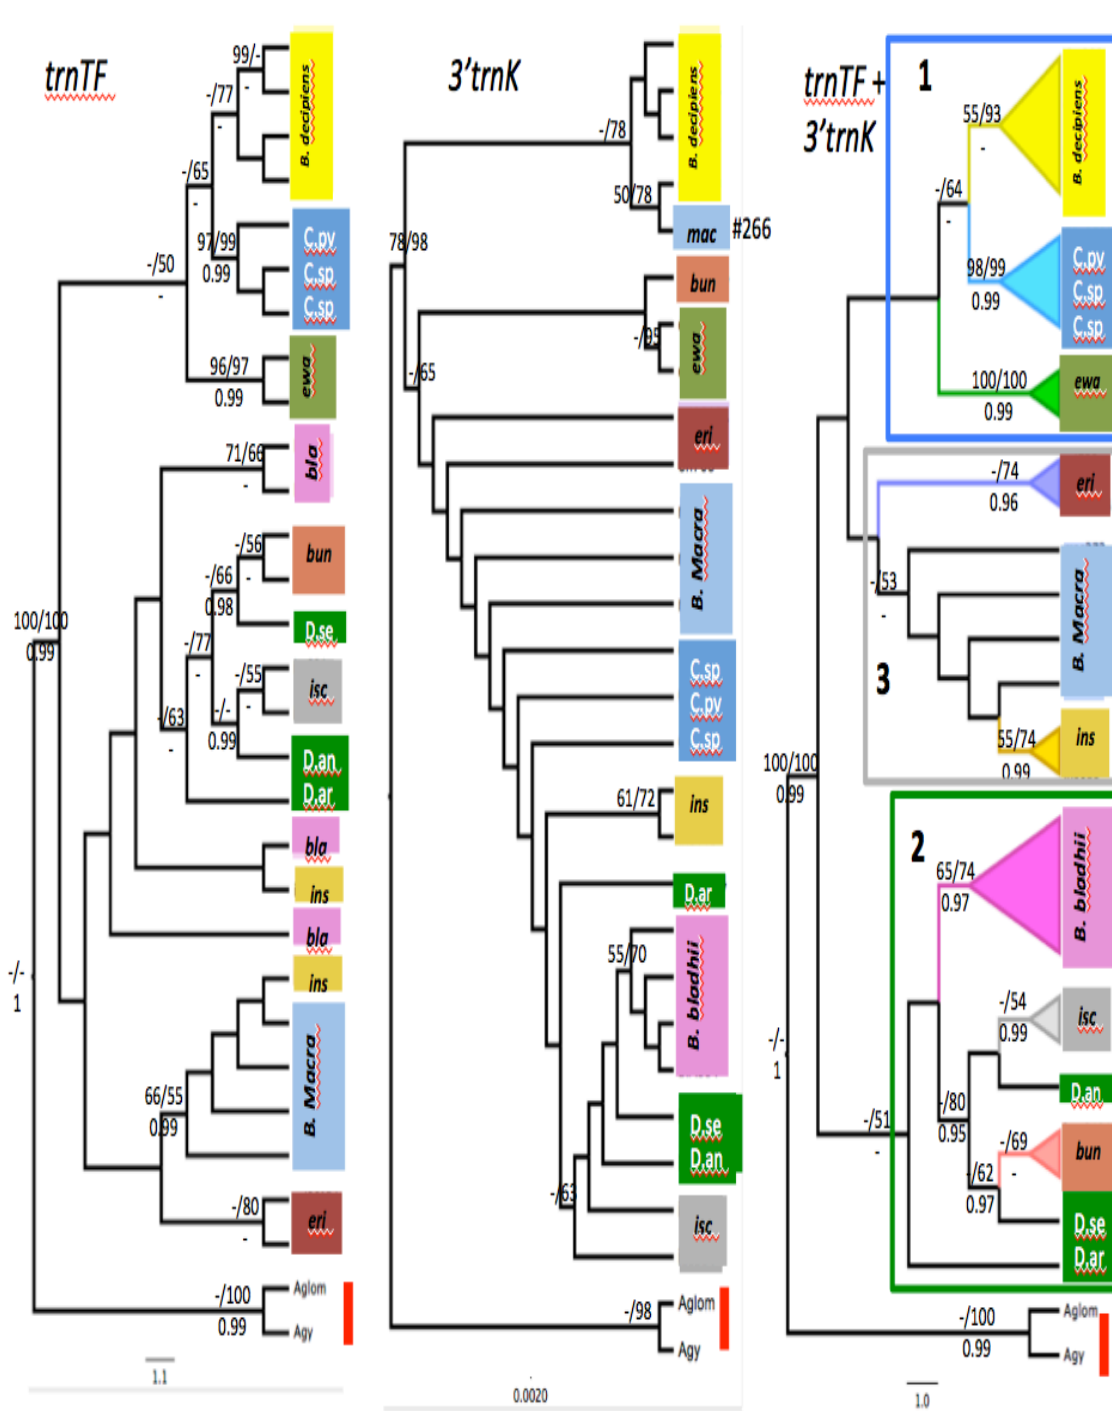 trnTF
99/-
-
-/77
-
-/65
-
97/99
0.99
-/50
-
96/97
0.99
B. decipiens
C.pv
C.sp
C.sp
ewa
71/66
-
bla
-/56
-
bun
-/66
0.98
D.se
-/77
-
-/55
-
isc
-/-
0.99
-/63
-
D.an
D.ar
100/100
0.99
bla
ins
bla
ins
-/-
1
66/55
0.99
B. Macra
-/80
-
eri
-/100
0.99
Aglom
Agy
1.1
3'trnK
-/78
B. decipiens
50/78
mac
#266
78/98
bun
-/95
ewa
-/65
eri
B. Macra
C.sp
C.pv
C.sp
61/72
ins
D.ar
55/70
B. bladhii
D.se
D.an
-/63
isc
-/98
Aglom
Agy
0.0020
trnTF +
3'trnK
1
55/93
-
B. decipiens
-/64
-
98/99
0.99
C.pv
C.sp
C.sp
100/100
0.99
ewa
-/74
0.96
eri
-/53
-
B. Macra
3
55/74
0.99
ins
100/100
0.99
2
65/74
0.97
B. bladhii
-/54
0.99
isc
D.an
-/80
0.95
-/69
-
bun
-/62
0.97
D.se
D.ar
-/51
-
-/-
1
-/100
0.99
Aglom
Agy
1.0